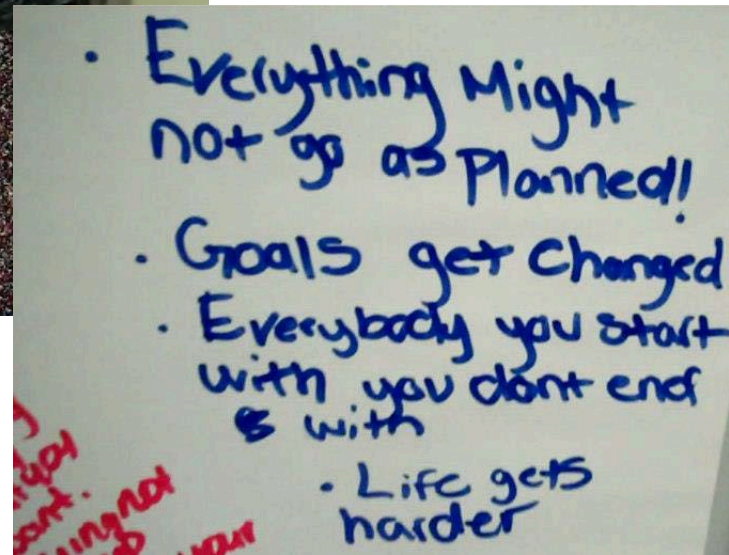 · Everything Might
not go as Planned!
· Goals get Changed
· Everybody you start
with you dont end
with
· Life gets
harder
your